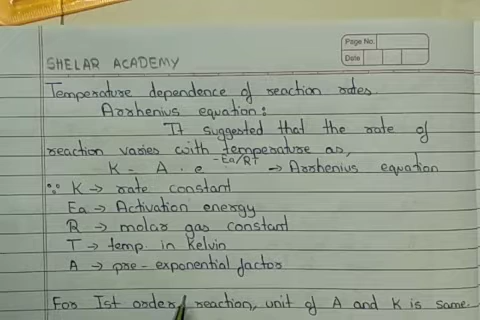 Page No.
Date
SHELAR ACADEMY
Temperature dependence of reaction rates
Arrhenius equation:
It suggested that the rate of
reaction varies with temperature as,
K = A · e^-Ea/RT → Arrhenius equation
∵ K → rate constant
Ea → Activation energy
R → molar gas constant
T → temp. in Kelvin
A → pre-exponential factor
For Ist order reaction, unit of A and K is same.